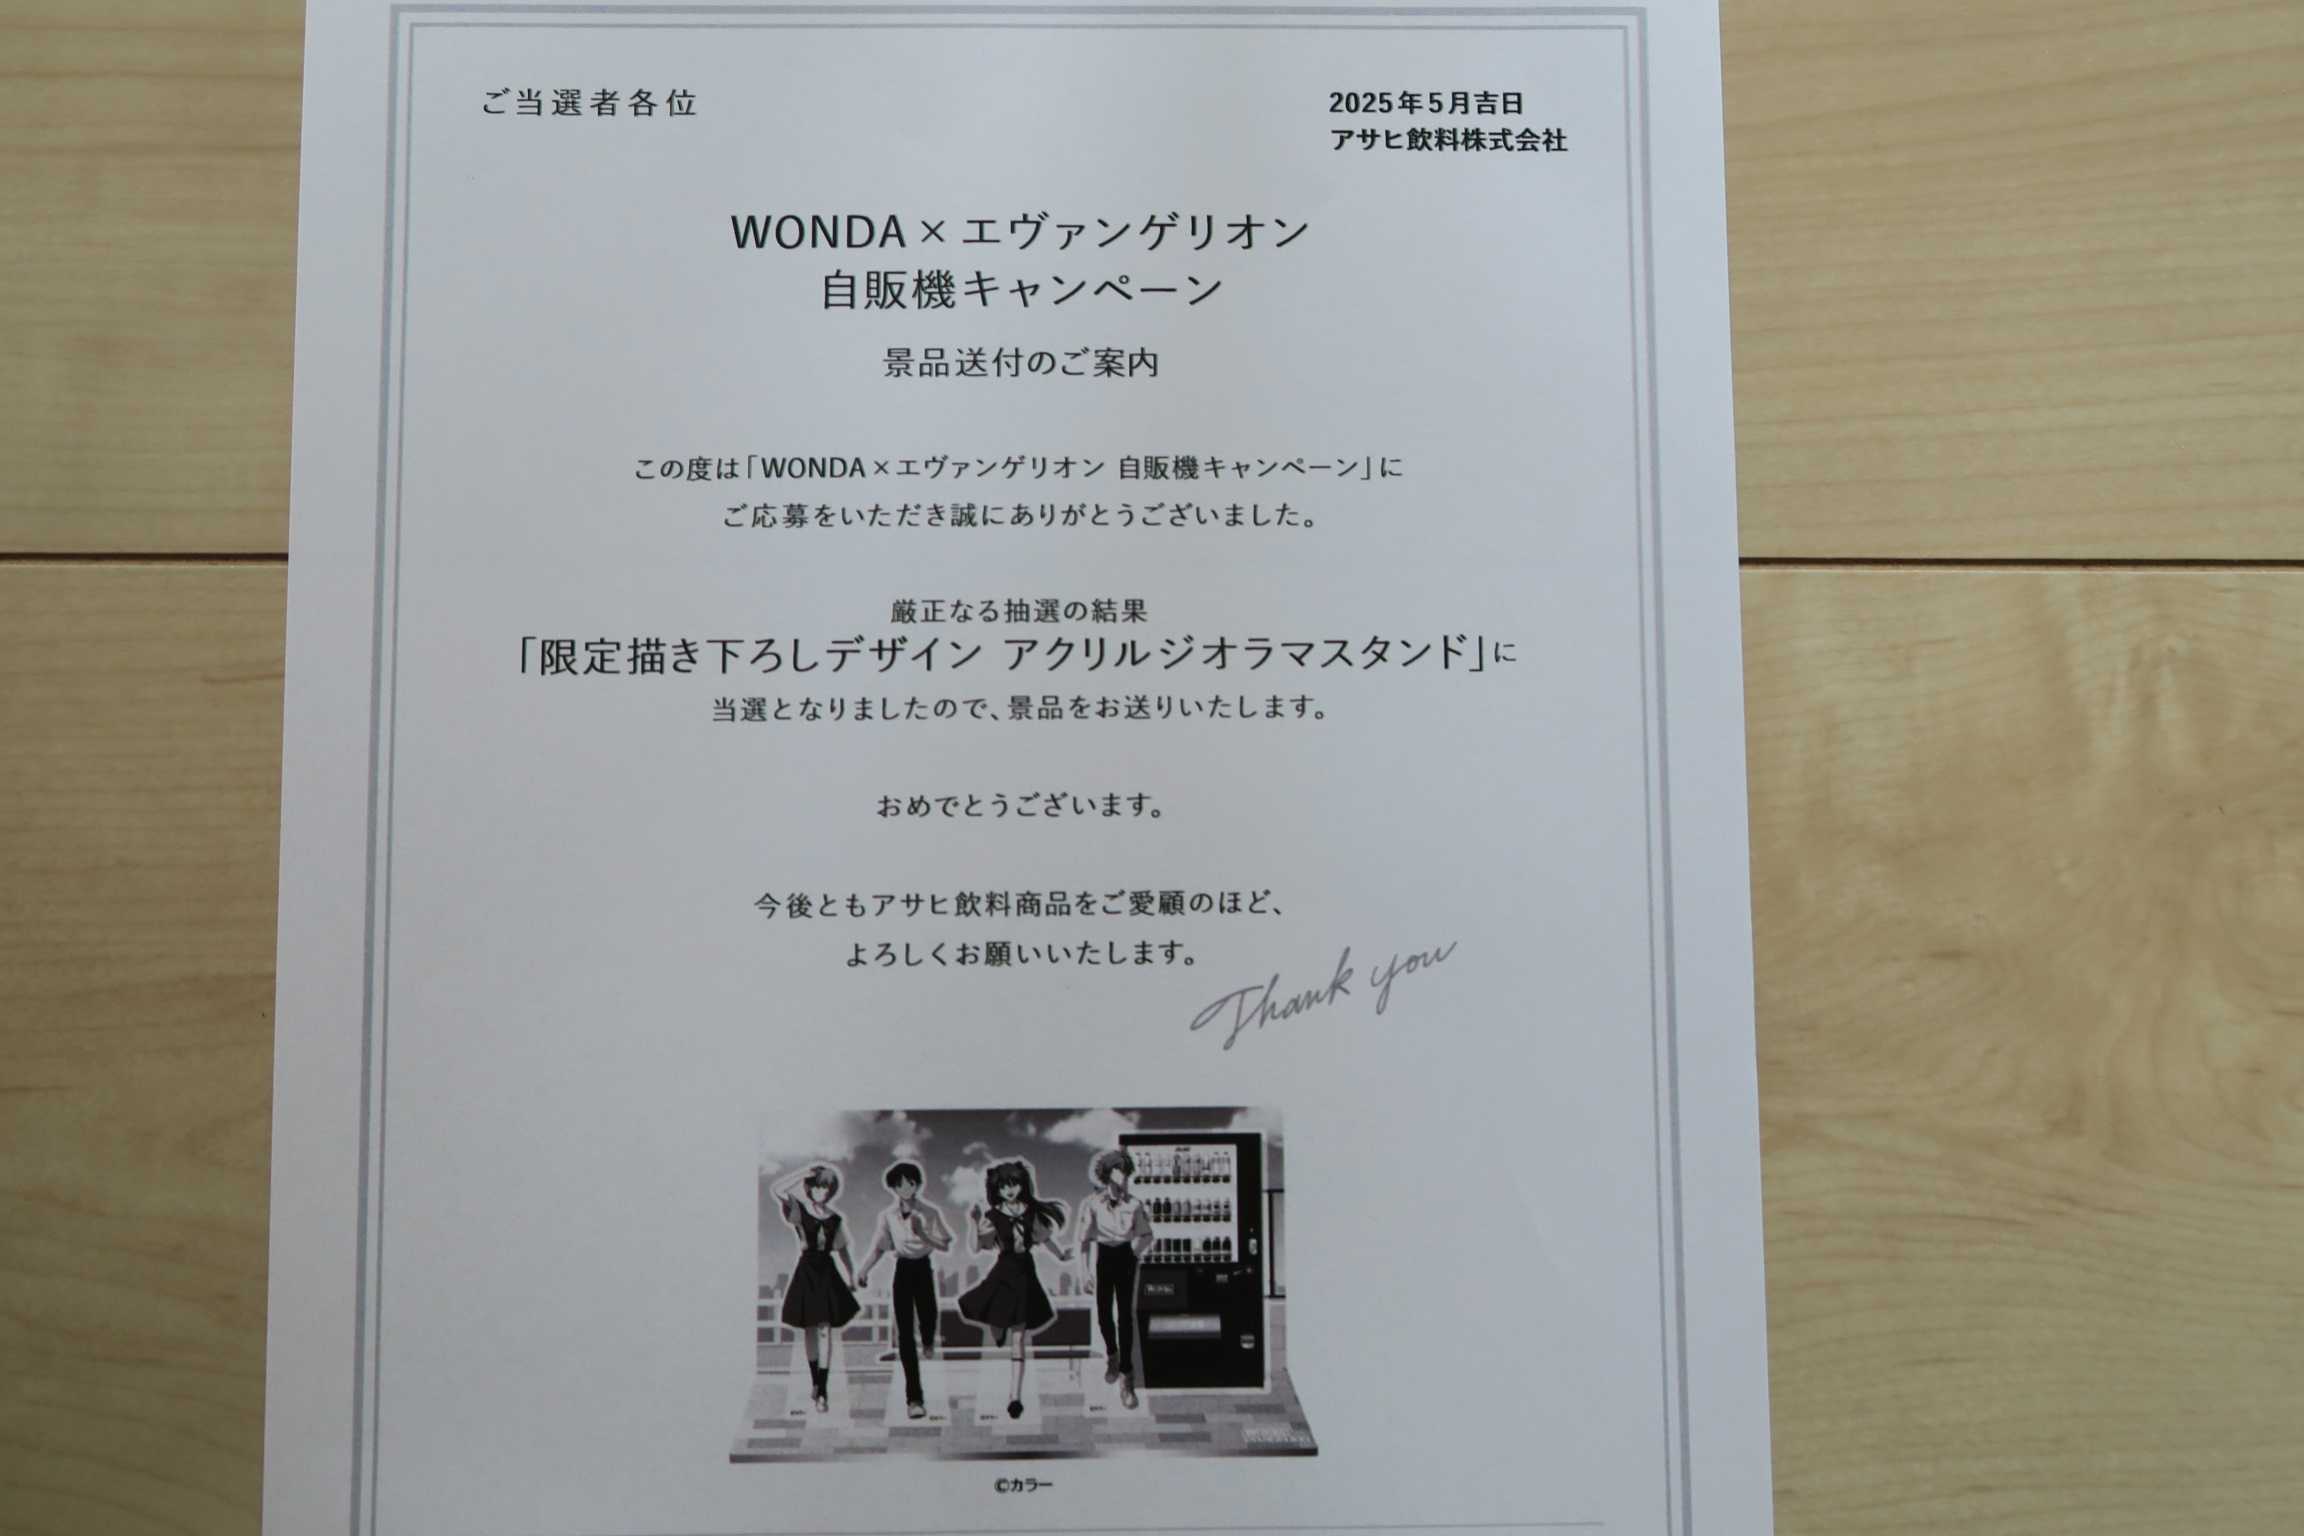 ご当選者各位
2025年5月吉日
アサヒ飲料株式会社
WONDA×エヴァンゲリオン
自販機キャンペーン
景品送付のご案内
この度は「WONDA×エヴァンゲリオン 自販機キャンペーン」に
ご応募をいただき誠にありがとうございました。
厳正なる抽選の結果
「限定描き下ろしデザイン アクリルジオラマスタンド」に
当選となりましたので、景品をお送りいたします。
おめでとうございます。
今後ともアサヒ飲料商品をご愛顧のほど、
よろしくお願いいたします。
Thank you
©カラー